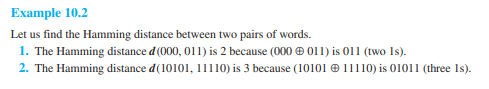 Example 10.2
Let us find the Hamming distance between two pairs of words.
1. The Hamming distance d(000, 011) is 2 because (000 ⊕ 011) is 011 (two 1s).
2. The Hamming distance d(10101, 11110) is 3 because (10101 ⊕ 11110) is 01011 (three 1s).